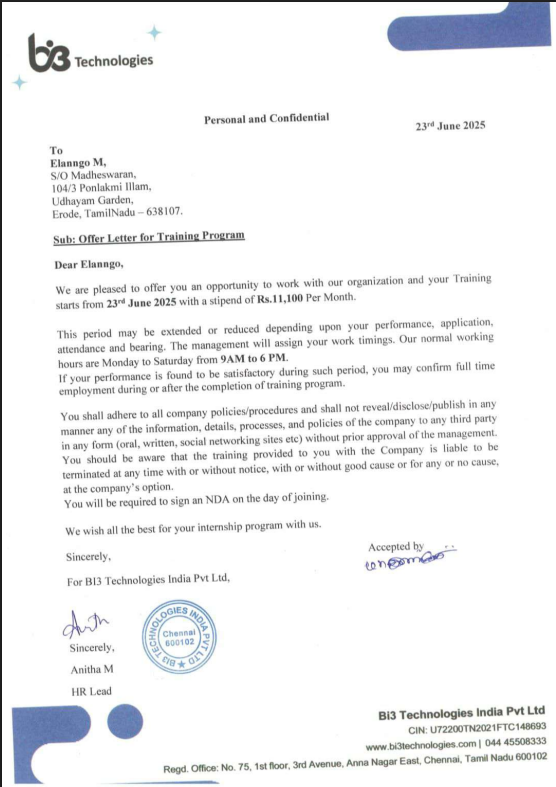 bi3 Technologies
Personal and Confidential
23rd June 2025
To
Elanngo M,
S/O Madheswaran,
104/3 Ponlakmi Illam,
Udhayam Garden,
Erode, TamilNadu – 638107.
Sub: Offer Letter for Training Program
Dear Elanngo,
We are pleased to offer you an opportunity to work with our organization and your Training
starts from 23rd June 2025 with a stipend of Rs.11,100 Per Month.
This period may be extended or reduced depending upon your performance, application,
attendance and bearing. The management will assign your work timings. Our normal working
hours are Monday to Saturday from 9AM to 6 PM.
If your performance is found to be satisfactory during such period, you may confirm full time
employment during or after the completion of training program.
You shall adhere to all company policies/procedures and shall not reveal/disclose/publish in any
manner any of the information, details, processes, and policies of the company to any third party
in any form (oral, written, social networking sites etc) without prior approval of the management.
You should be aware that the training provided to you with the Company is liable to be
terminated at any time with or without notice, with or without good cause or for any or no cause,
at the company's option.
You will be required to sign an NDA on the day of joining.
We wish all the best for your internship program with us.
Sincerely,
Accepted by
For BI3 Technologies India Pvt Ltd,
BI3 TECHNOLOGIES INDIA PVT LTD
Chennai
600102
Sincerely,
Anitha M
HR Lead
Bi3 Technologies India Pvt Ltd
CIN: U72200TN2021FTC148693
www.bi3technologies.com | 044 45508333
Regd. Office: No. 75, 1st floor, 3rd Avenue, Anna Nagar East, Chennai, Tamil Nadu 600102